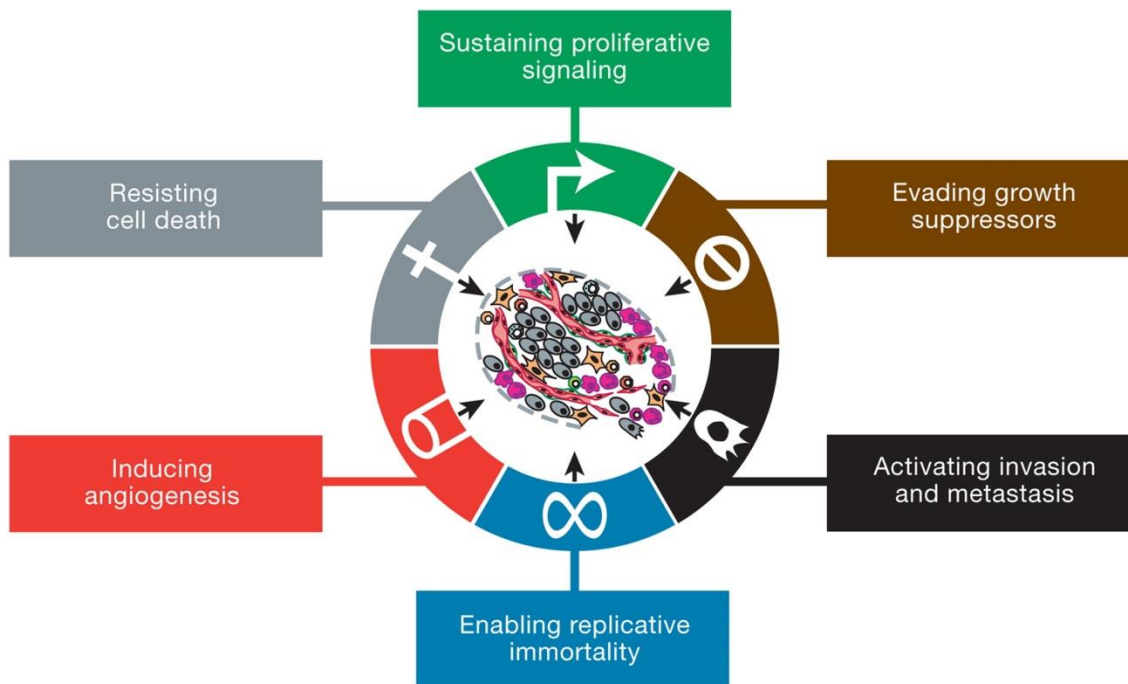 Sustaining proliferative
signaling
Resisting
cell death
Evading growth
suppressors
Inducing
angiogenesis
Activating invasion
and metastasis
Enabling replicative
immortality